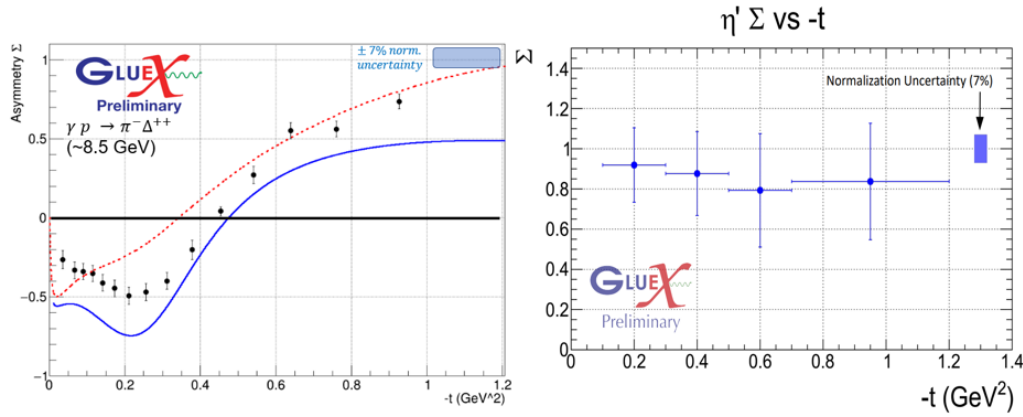 Asymmetry Σ
1
0.5
0
−0.5
−1
GLUEX
Preliminary
γ p → π⁻Δ⁺⁺
(~8.5 GeV)
± 7% norm.
uncertainty
0 0.2 0.4 0.6 0.8 1 1.2
-t (GeV^2)
η' Σ vs -t
Σ
1.4
1.2
1
0.8
0.6
0.4
0.2
0
Normalization Uncertainty (7%)
GLUEX
Preliminary
0 0.2 0.4 0.6 0.8 1 1.2 1.4
-t (GeV²)